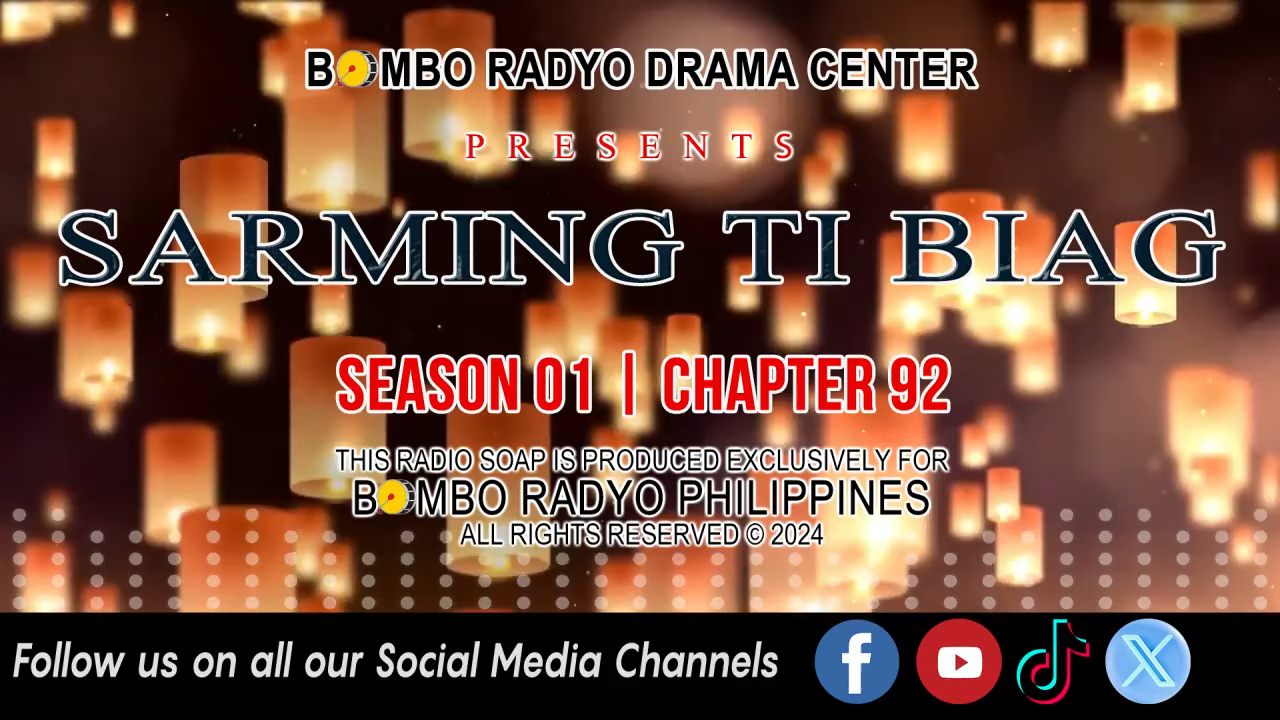 BOMBO RADYO DRAMA CENTER
PRESENTS
SARMING TI BIAG
SEASON 01 | CHAPTER 92
THIS RADIO SOAP IS PRODUCED EXCLUSIVELY FOR
BOMBO RADYO PHILIPPINES
ALL RIGHTS RESERVED © 2024
Follow us on all our Social Media Channels